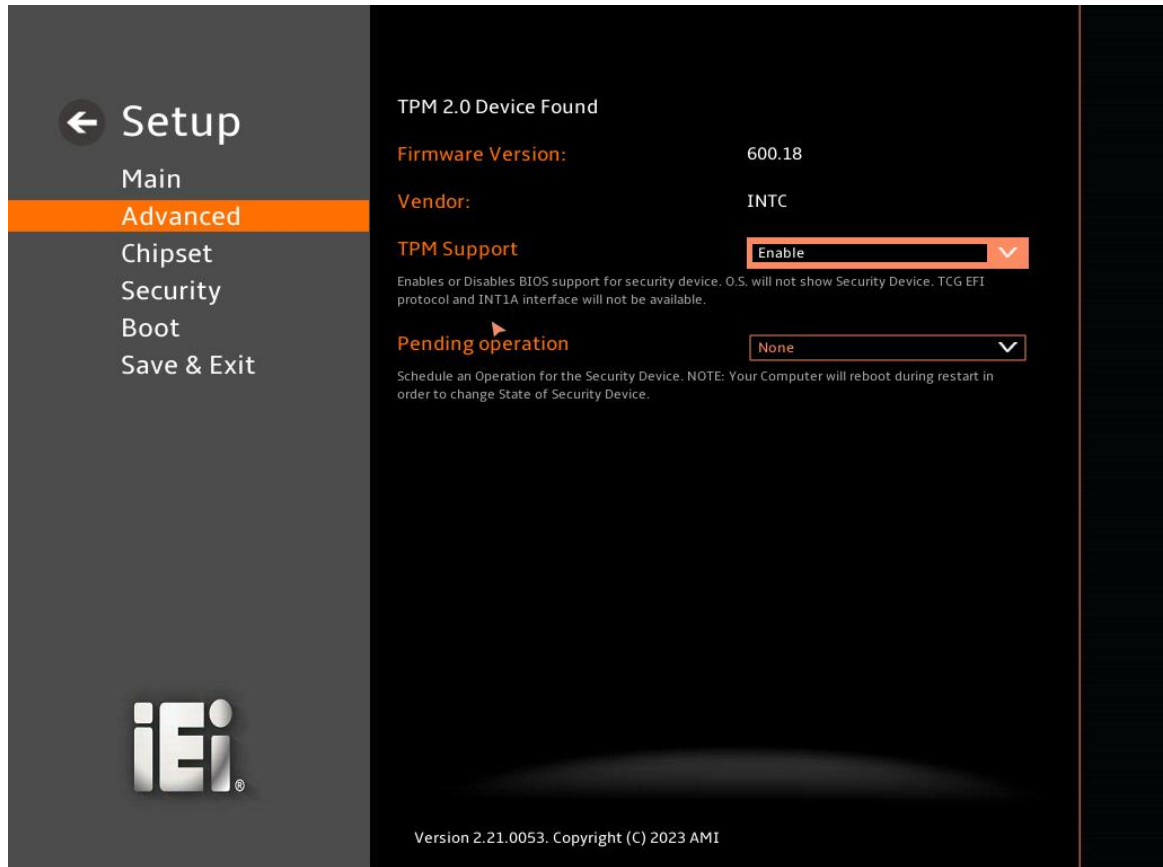 Setup
Main
Advanced
Chipset
Security
Boot
Save & Exit
TPM 2.0 Device Found
Firmware Version: 600.18
Vendor: INTC
TPM Support Enable
Enables or Disables BIOS support for security device. O.S. will not show Security Device. TCG EFI
protocol and INT1A interface will not be available.
Pending operation None
Schedule an Operation for the Security Device. NOTE: Your Computer will reboot during restart in
order to change State of Security Device.
iEi®
Version 2.21.0053. Copyright (C) 2023 AMI